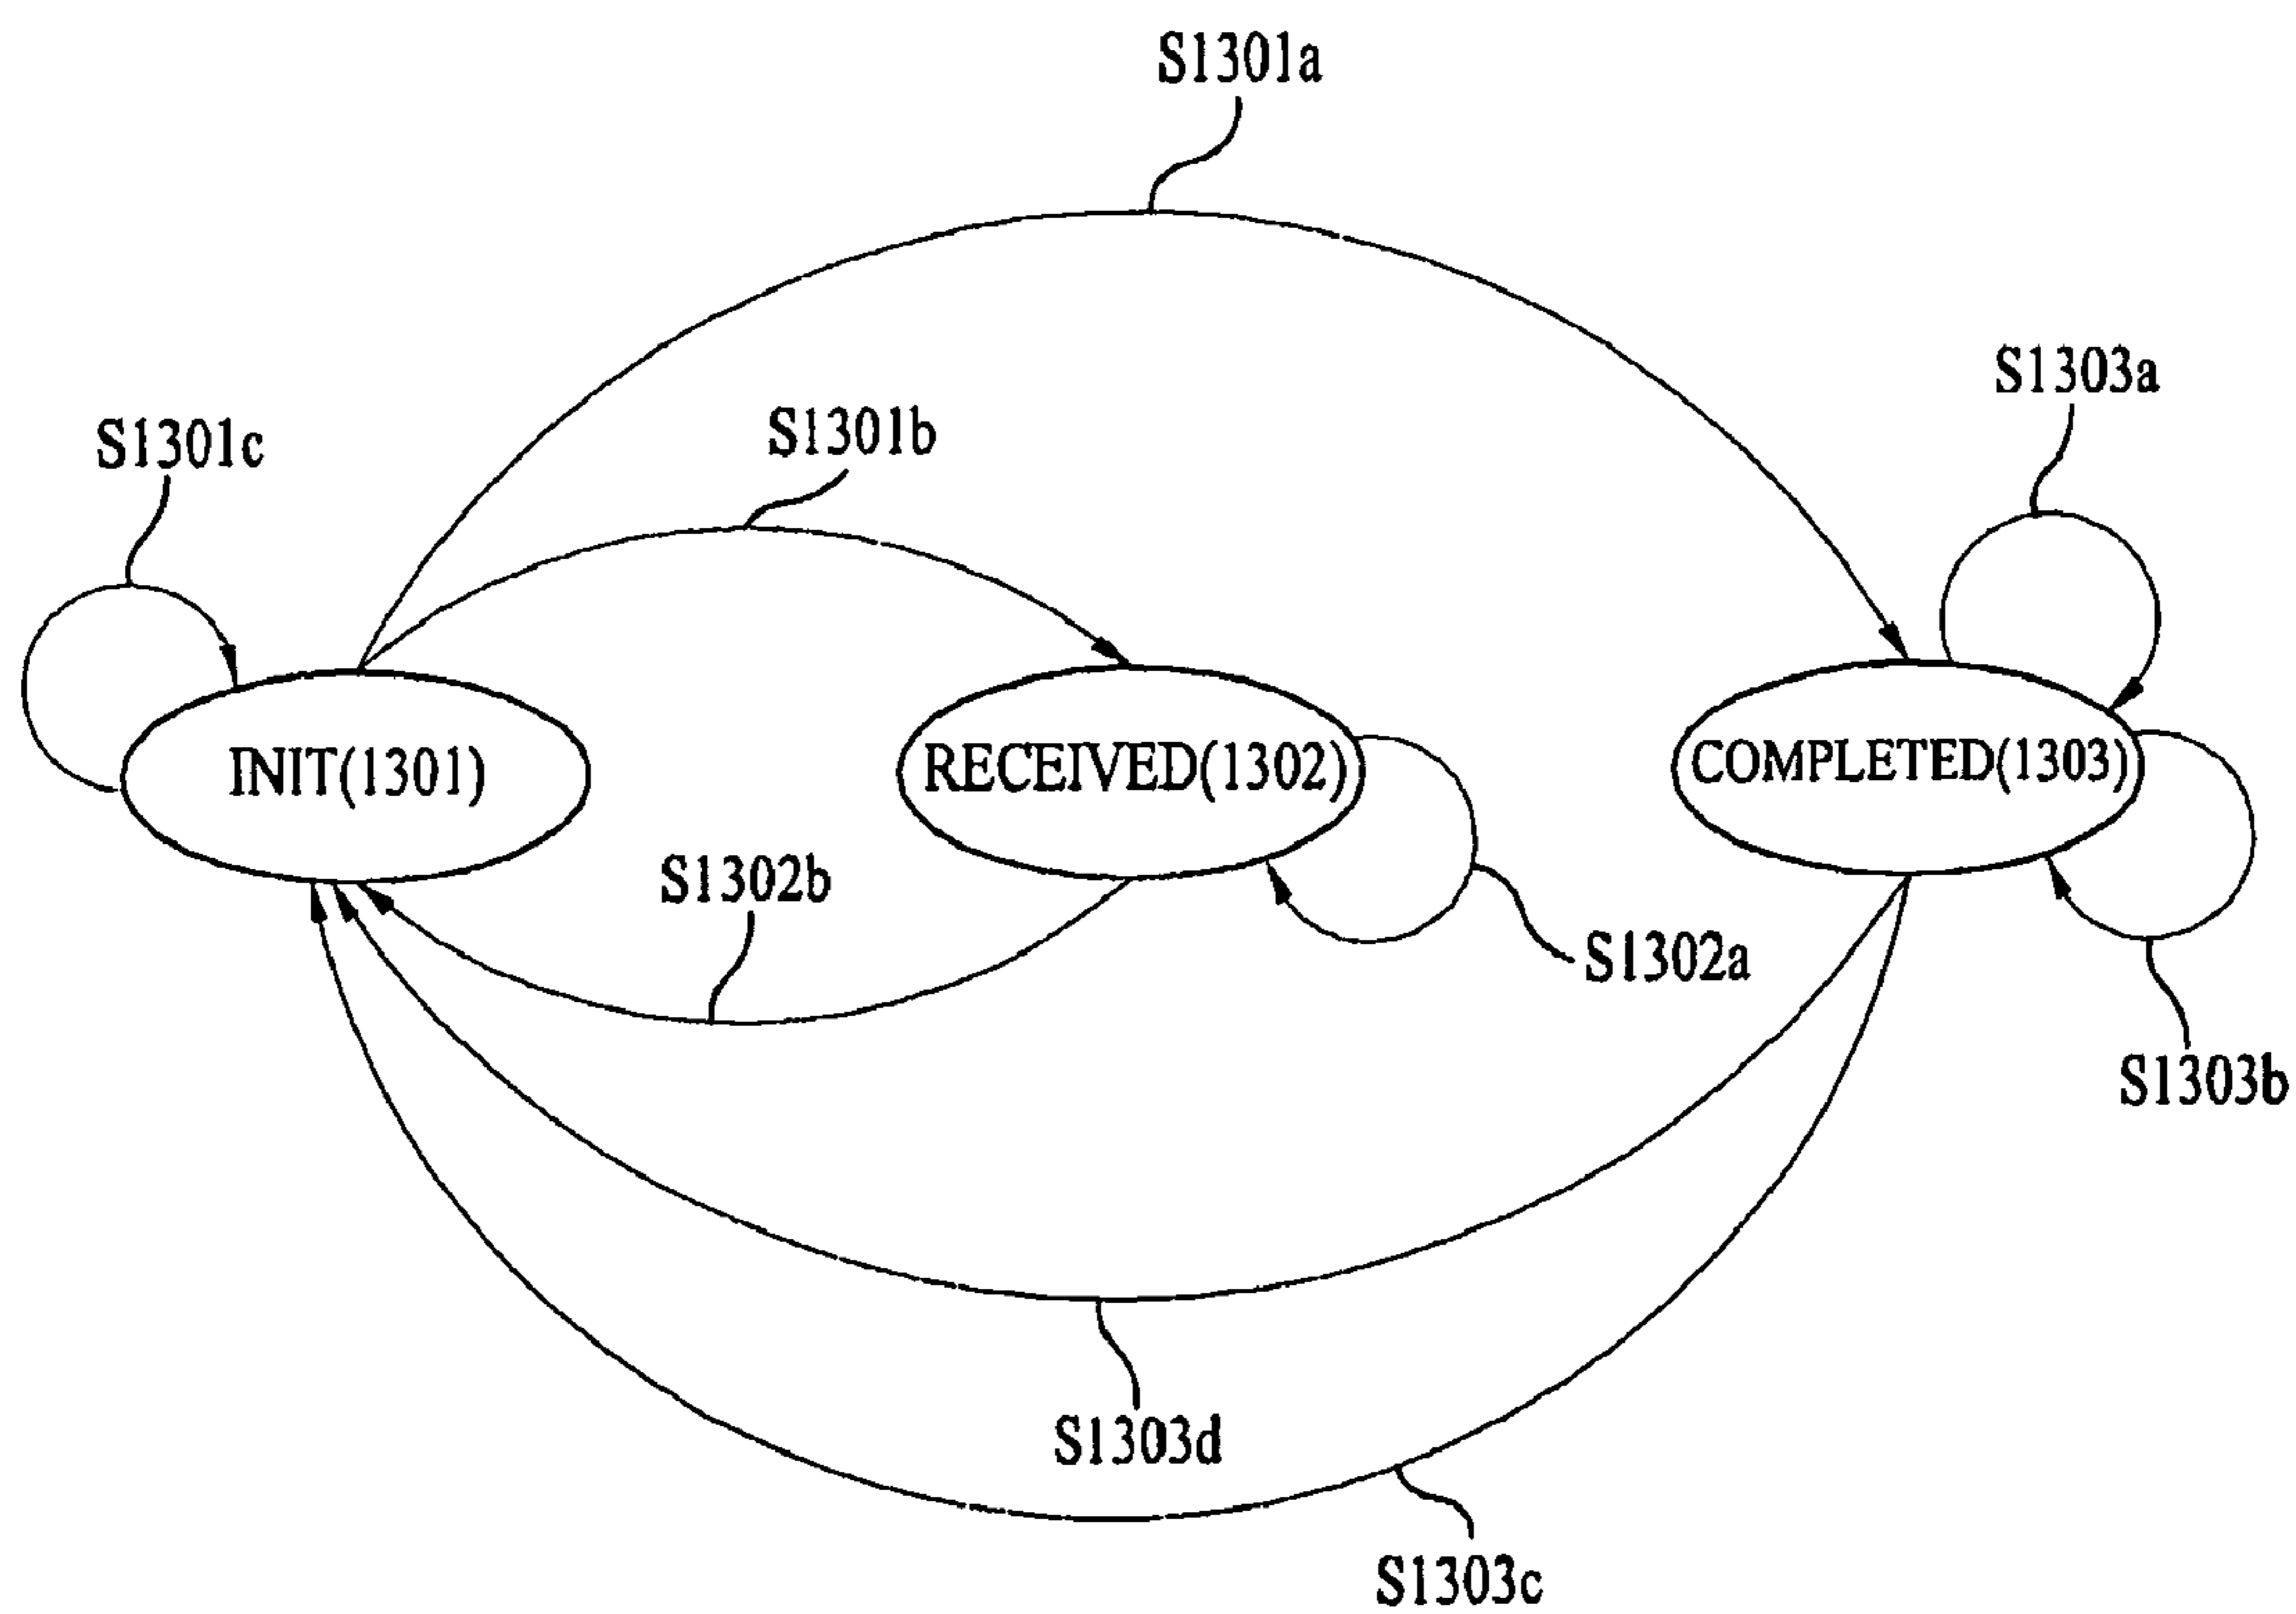 S1301a
S1303a
S1301b
S1301c
INIT(1301)
RECEIVED(1302)
COMPLETED(1303)
S1302b
S1302a
S1303b
S1303d
S1303c